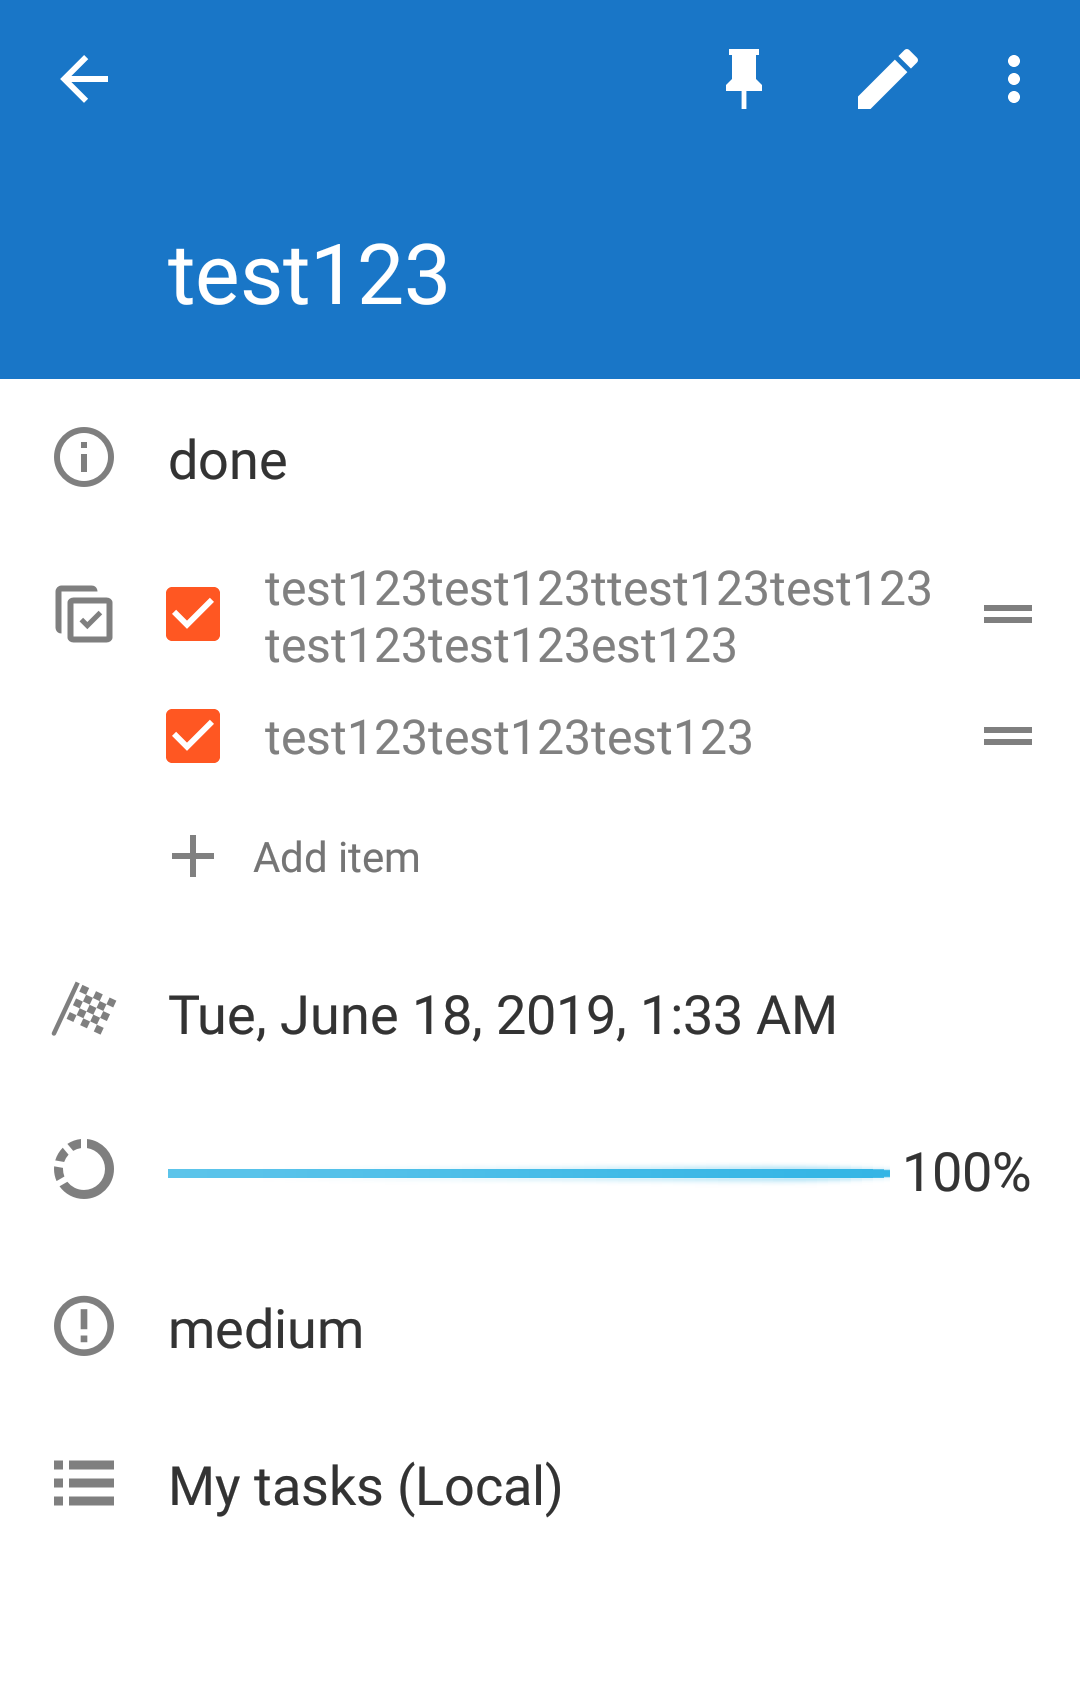 test123
done
test123test123ttest123test123
test123test123est123
test123test123test123
Add item
Tue, June 18, 2019, 1:33 AM
100%
medium
My tasks (Local)